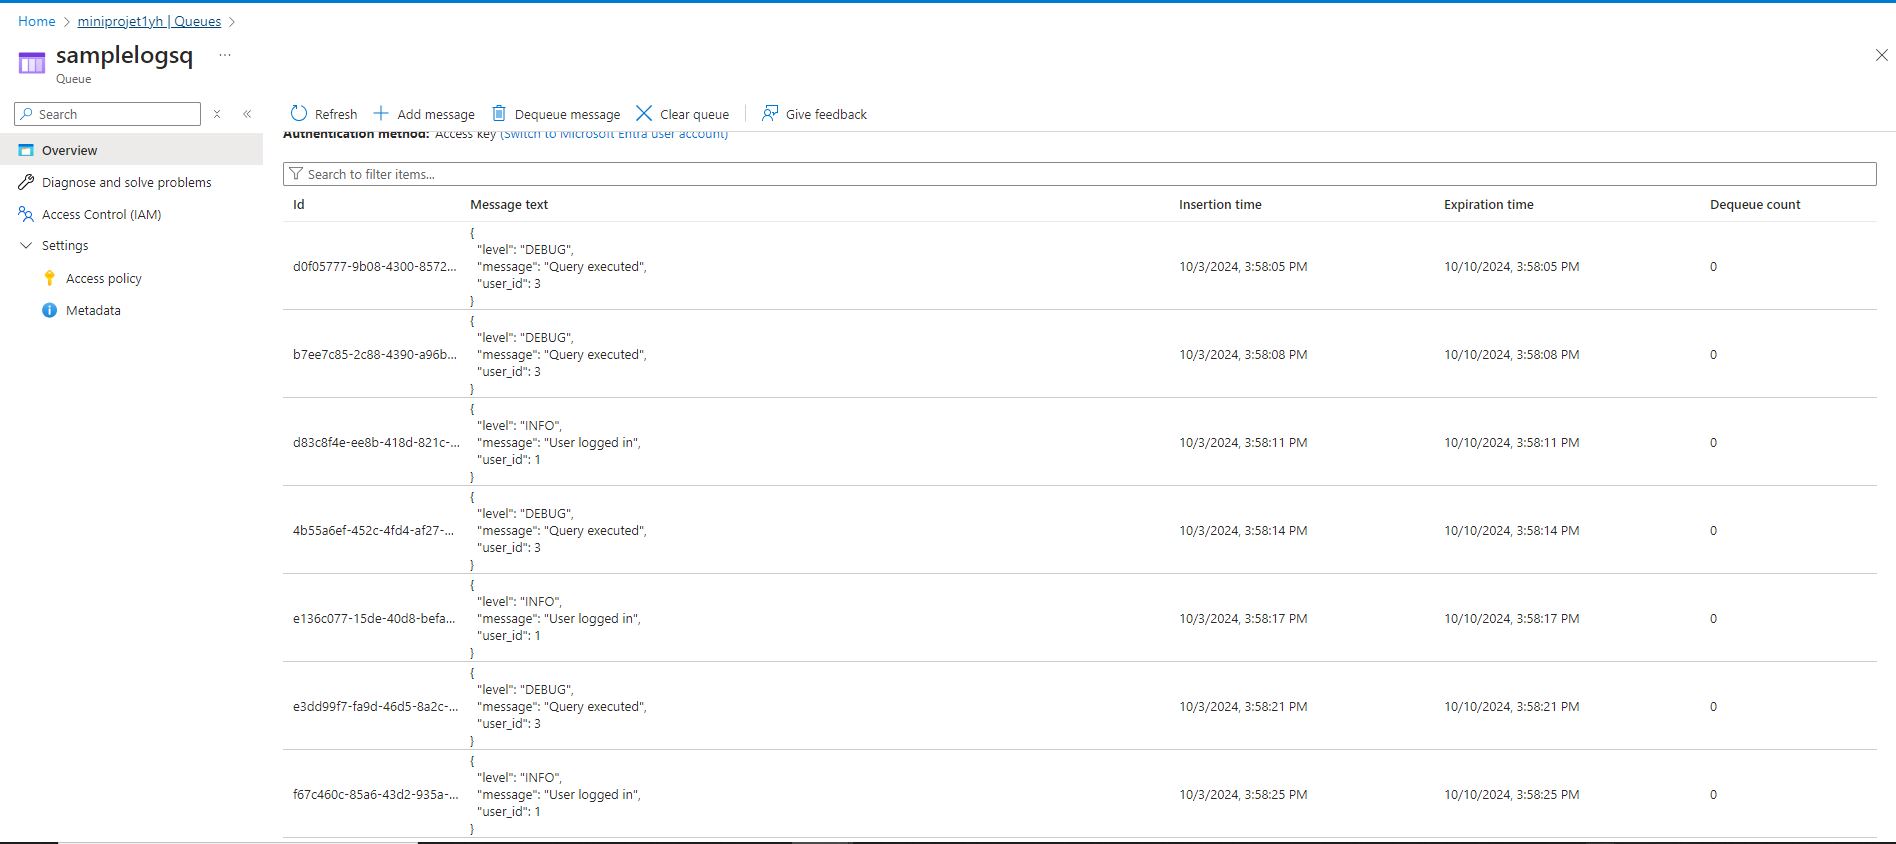 Home > miniprojet1yh | Queues >
samplelogsq ...
Queue
Search
Refresh Add message Dequeue message Clear queue Give feedback
Authentication method: Access key (Switch to Microsoft Entra user account)
Overview
Diagnose and solve problems
Access Control (IAM)
Settings
Access policy
Metadata
Search to filter items...
Id Message text Insertion time Expiration time Dequeue count
{
"level": "DEBUG",
d0f05777-9b08-4300-8572... "message": "Query executed", 10/3/2024, 3:58:05 PM 10/10/2024, 3:58:05 PM 0
"user_id": 3
}
{
"level": "DEBUG",
b7ee7c85-2c88-4390-a96b... "message": "Query executed", 10/3/2024, 3:58:08 PM 10/10/2024, 3:58:08 PM 0
"user_id": 3
}
{
"level": "INFO",
d83c8f4e-ee8b-418d-821c-... "message": "User logged in", 10/3/2024, 3:58:11 PM 10/10/2024, 3:58:11 PM 0
"user_id": 1
}
{
"level": "DEBUG",
4b55a6ef-452c-4fd4-af27-... "message": "Query executed", 10/3/2024, 3:58:14 PM 10/10/2024, 3:58:14 PM 0
"user_id": 3
}
{
"level": "INFO",
e136c077-15de-40d8-befa... "message": "User logged in", 10/3/2024, 3:58:17 PM 10/10/2024, 3:58:17 PM 0
"user_id": 1
}
{
"level": "DEBUG",
e3dd99f7-fa9d-46d5-8a2c-... "message": "Query executed", 10/3/2024, 3:58:21 PM 10/10/2024, 3:58:21 PM 0
"user_id": 3
}
{
"level": "INFO",
f67c460c-85a6-43d2-935a-... "message": "User logged in", 10/3/2024, 3:58:25 PM 10/10/2024, 3:58:25 PM 0
"user_id": 1
}